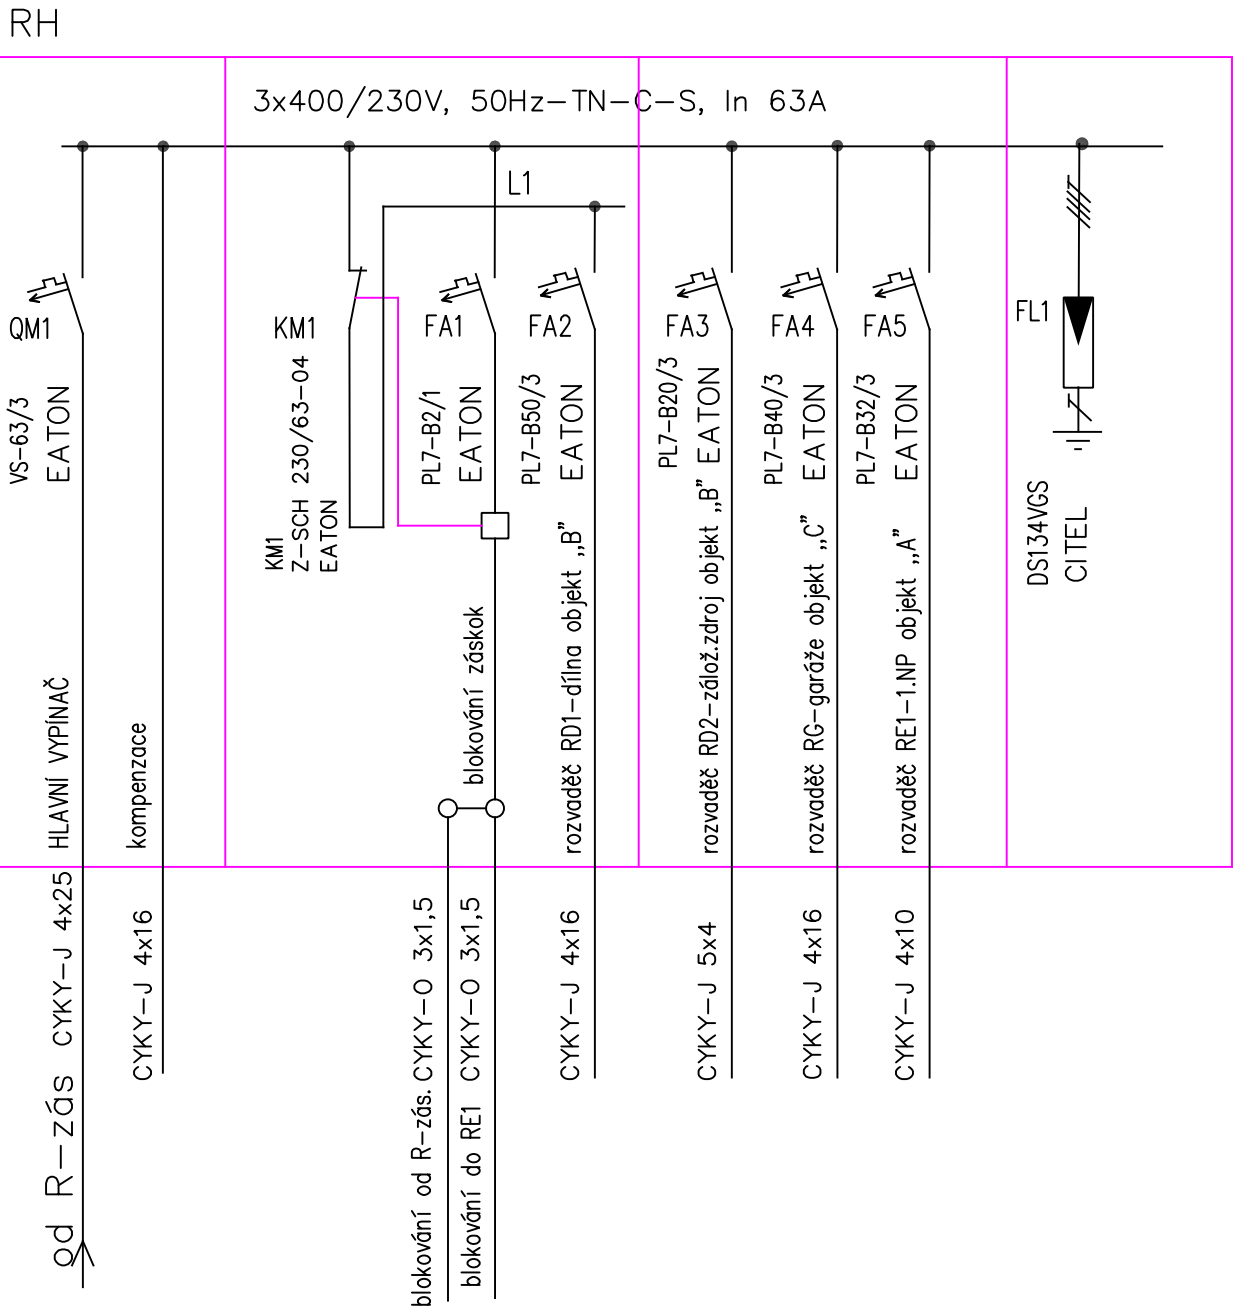 RH
3x400/230V, 50Hz-TN-C-S, In 63A
L1
QM1
VS-63/3
EATON
HLAVNÍ VYPÍNAČ
od R-zás CYKY-J 4x25
kompenzace
CYKY-J 4x16
KM1
KM1
Z-SCH 230/63-04
EATON
FA1
PL7-B2/1
EATON
blokování záskok
blokování od R-zás. CYKY-O 3x1,5
blokování do RE1 CYKY-O 3x1,5
FA2
PL7-B50/3
EATON
rozvaděč RD1-dílna objekt „B”
CYKY-J 4x16
FA3
PL7-B20/3
EATON
rozvaděč RD2-zálož.zdroj objekt „B”
CYKY-J 5x4
FA4
PL7-B40/3
EATON
rozvaděč RG-garáže objekt „C”
CYKY-J 4x16
FA5
PL7-B32/3
EATON
rozvaděč RE1-1.NP objekt „A”
CYKY-J 4x10
FL1
DS134VGS
CITEL